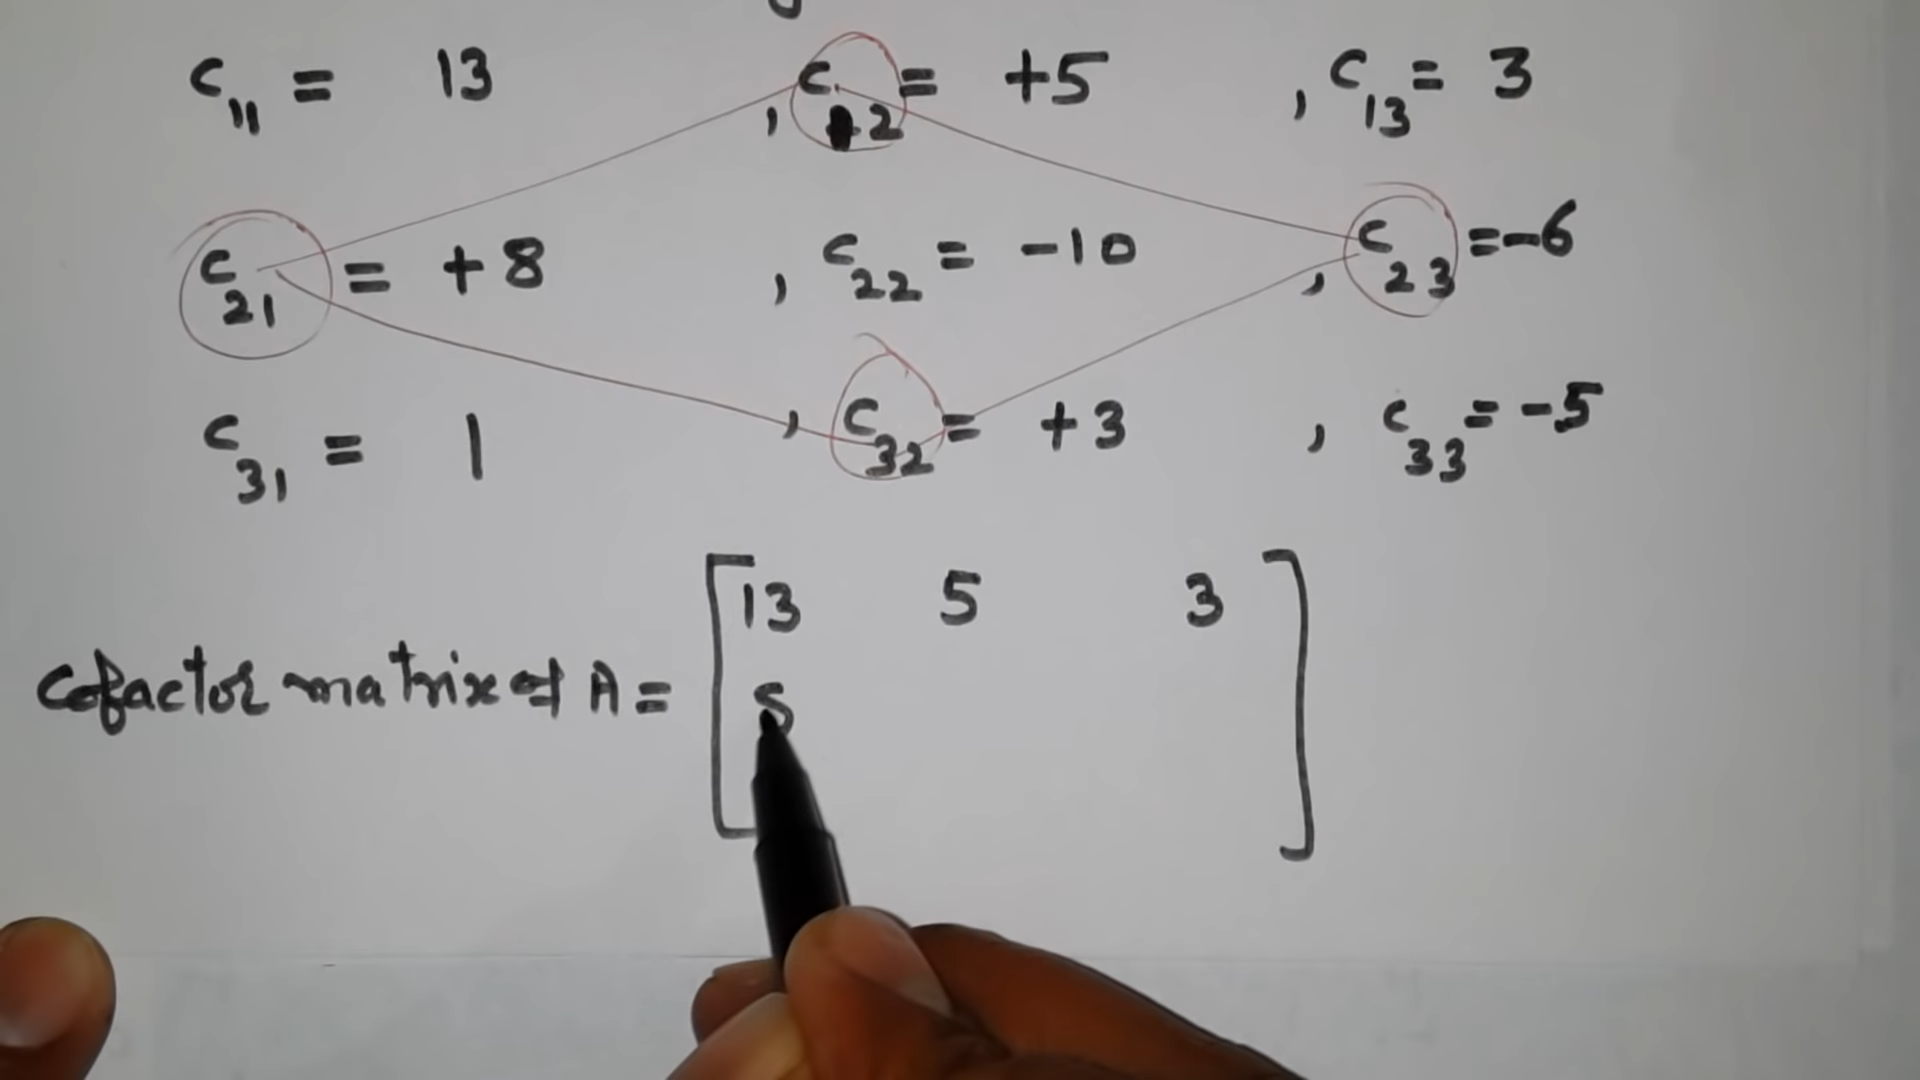 C11 = 13 , C12 = +5 , C13 = 3
C21 = +8 , C22 = -10 , C23 = -6
C31 = 1 , C32 = +3 , C33 = -5
13 5 3
Cofactor matrix of A =